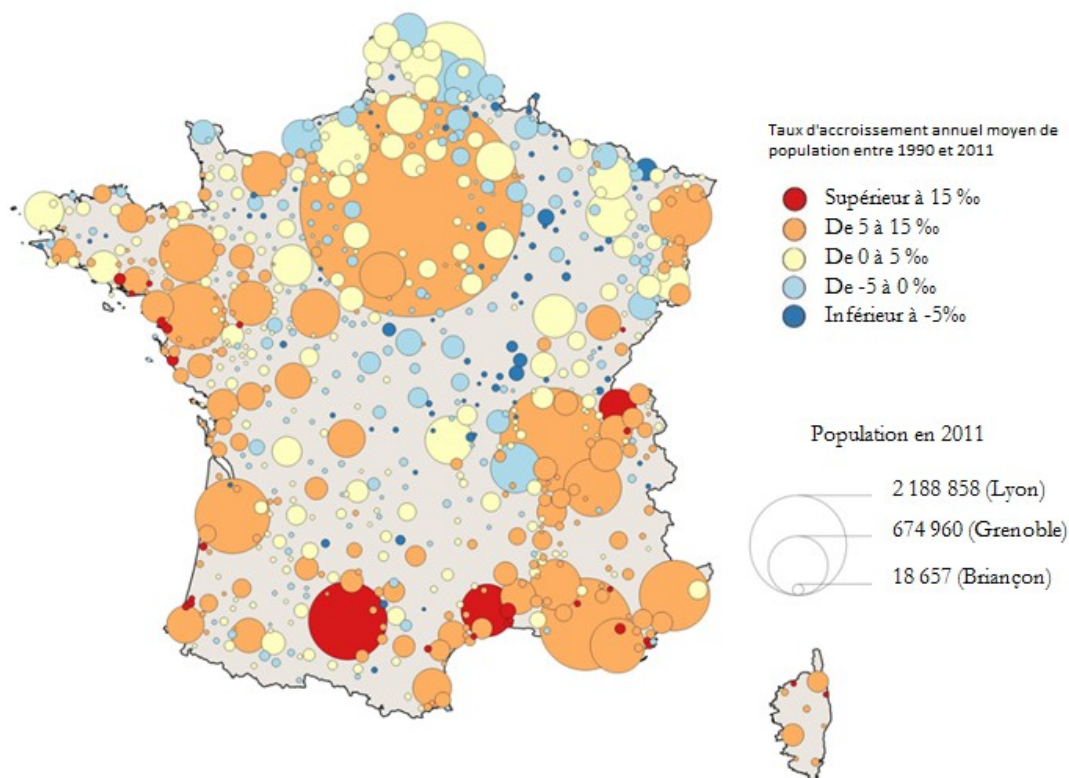 Taux d'accroissement annuel moyen de
population entre 1990 et 2011
Supérieur à 15 ‰
De 5 à 15 ‰
De 0 à 5 ‰
De -5 à 0 ‰
Inférieur à -5‰
Population en 2011
2 188 858 (Lyon)
674 960 (Grenoble)
18 657 (Briançon)